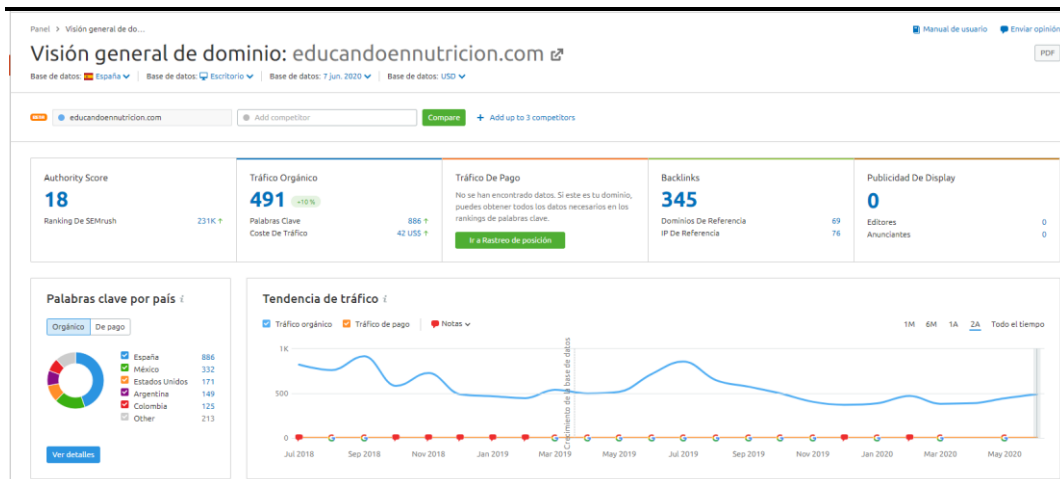 Panel > Visión general de do...
Manual de usuario Enviar opinión
Visión general de dominio: educandoennutricion.com
PDF
Base de datos: España Base de datos: Escritorio Base de datos: 7 jun. 2020 Base de datos: USD
educandoennutricion.com Add competitor Compare + Add up to 3 competitors
Authority Score
18
Ranking De SEMrush 231K ↑
Tráfico Orgánico
491 +10 %
Palabras Clave 886 ↑
Coste De Tráfico 42 US$ ↑
Tráfico De Pago
No se han encontrado datos. Si este es tu dominio,
puedes obtener todos los datos necesarios en los
rankings de palabras clave.
Ir a Rastreo de posición
Backlinks
345
Dominios De Referencia 69
IP De Referencia 76
Publicidad De Display
0
Editores 0
Anunciantes 0
Palabras clave por país i
Orgánico De pago
España 886
México 332
Estados Unidos 171
Argentina 149
Colombia 125
Other 213
Ver detalles
Tendencia de tráfico i
Tráfico orgánico Tráfico de pago Notas
1M 6M 1A 2A Todo el tiempo
1K
500
0
Crecimiento de la base de datos
Jul 2018 Sep 2018 Nov 2018 Jan 2019 Mar 2019 May 2019 Jul 2019 Sep 2019 Nov 2019 Jan 2020 Mar 2020 May 2020